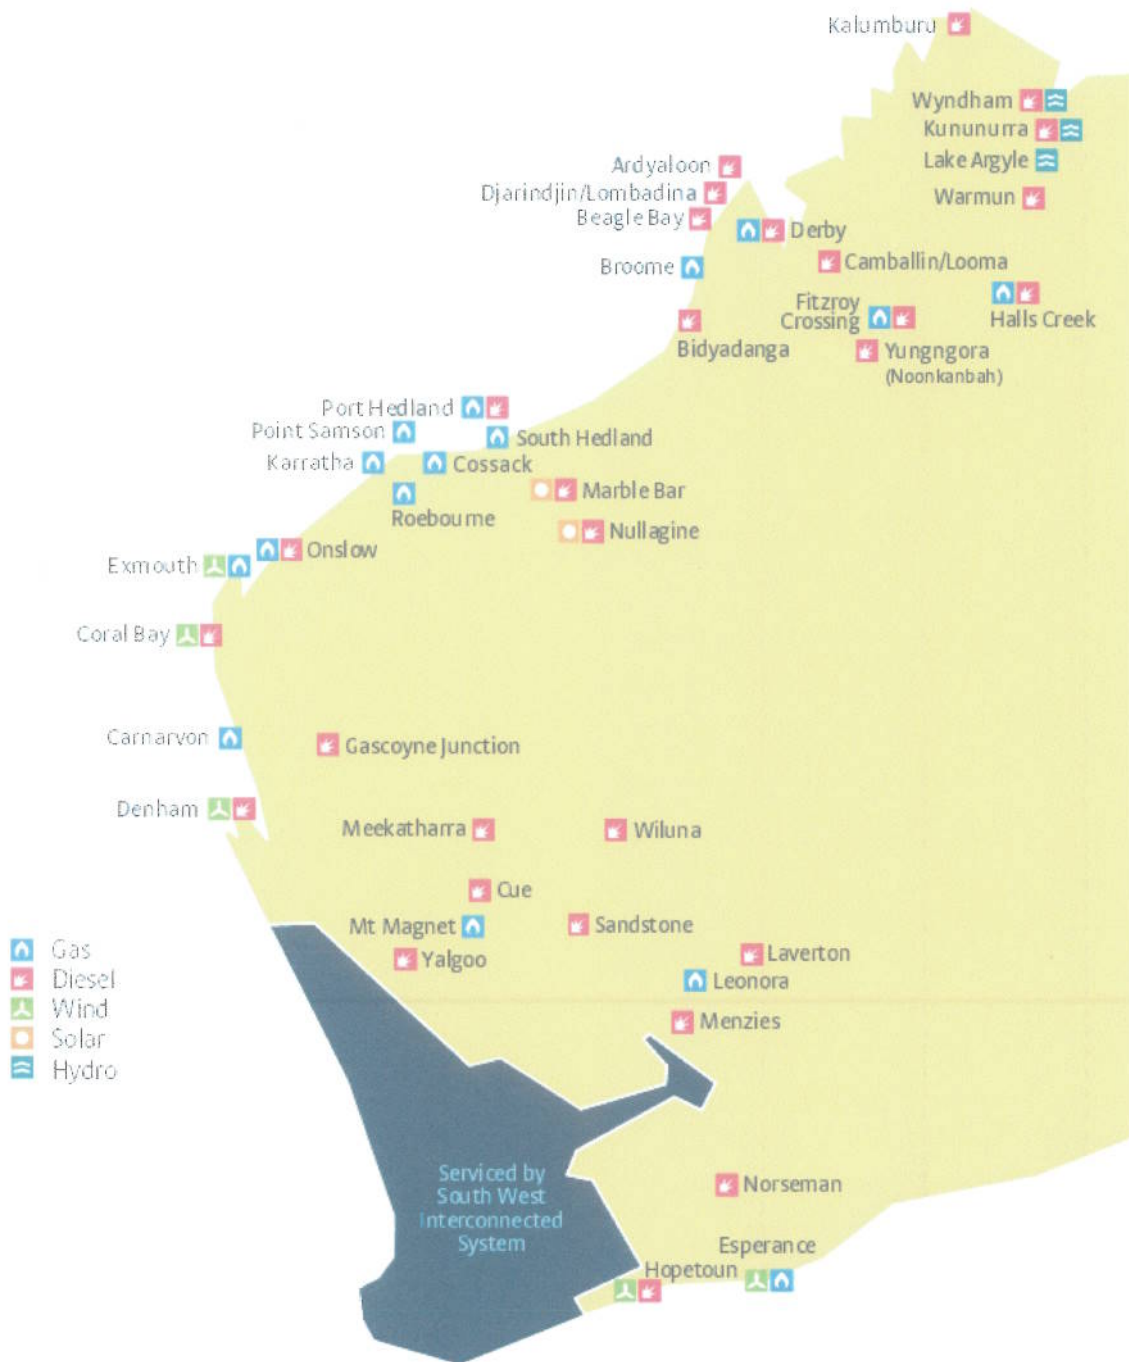 Kalumburu
Wyndham
Kununurra
Lake Argyle
Warmun
Ardyaloon
Djarindjin/Lombadina
Beagle Bay
Derby
Broome
Camballin/Looma
Fitzroy
Crossing
Halls Creek
Bidyadanga
Yungngora
(Noonkanbah)
Port Hedland
Point Samson
South Hedland
Karratha
Cossack
Roebourne
Marble Bar
Nullagine
Onslow
Exmouth
Coral Bay
Carnarvon
Gascoyne Junction
Denham
Meekatharra
Wiluna
Cue
Mt Magnet
Sandstone
Yalgoo
Laverton
Leonora
Menzies
Gas
Diesel
Wind
Solar
Hydro
Serviced by
South West
Interconnected
System
Norseman
Esperance
Hopetoun